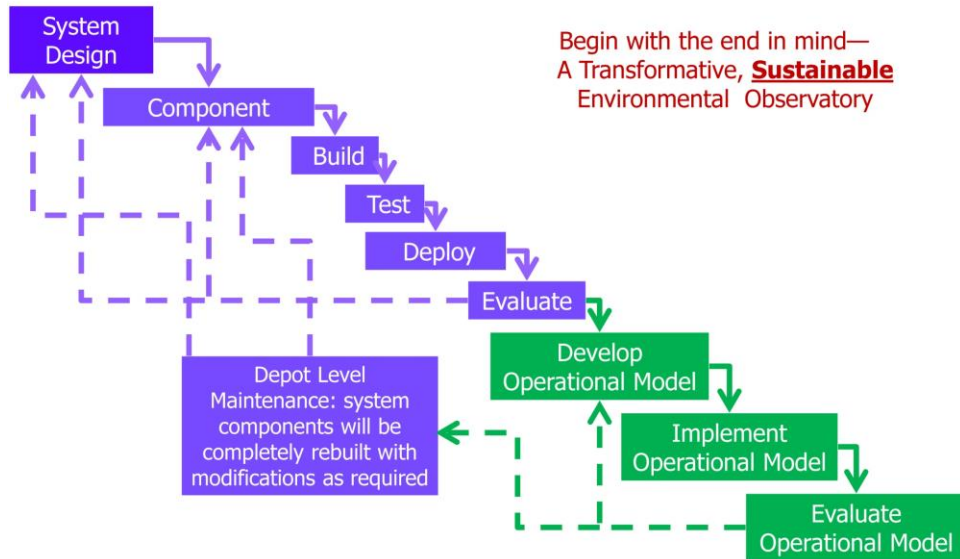 System
Design
Begin with the end in mind—
A Transformative, Sustainable
Environmental Observatory
Component
Build
Test
Deploy
Evaluate
Develop
Operational Model
Depot Level
Maintenance: system
components will be
completely rebuilt with
modifications as required
Implement
Operational Model
Evaluate
Operational Model